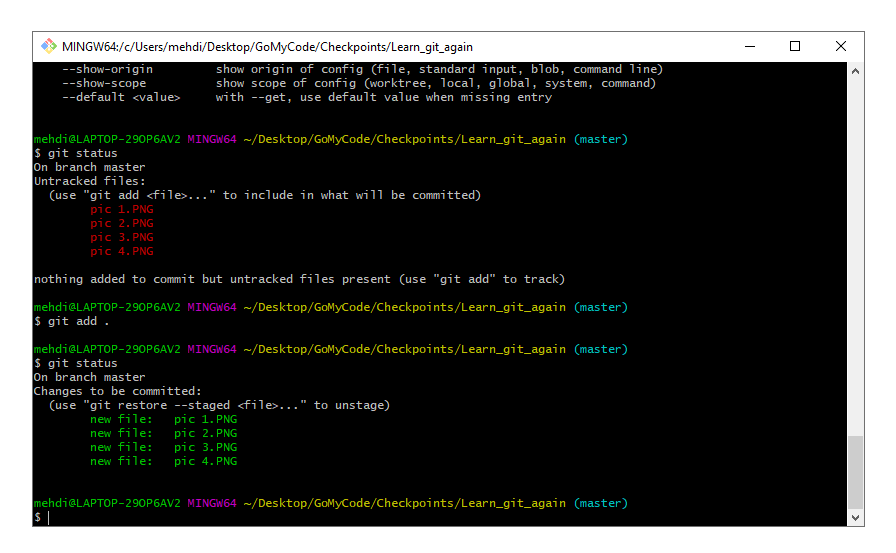 MINGW64:/c/Users/mehdi/Desktop/GoMyCode/Checkpoints/Learn_git_again
--show-origin show origin of config (file, standard input, blob, command line)
--show-scope show scope of config (worktree, local, global, system, command)
--default <value> with --get, use default value when missing entry
mehdi@LAPTOP-29OP6AV2 MINGW64 ~/Desktop/GoMyCode/Checkpoints/Learn_git_again (master)
$ git status
On branch master
Untracked files:
(use "git add <file>..." to include in what will be committed)
pic 1.PNG
pic 2.PNG
pic 3.PNG
pic 4.PNG
nothing added to commit but untracked files present (use "git add" to track)
mehdi@LAPTOP-29OP6AV2 MINGW64 ~/Desktop/GoMyCode/Checkpoints/Learn_git_again (master)
$ git add .
mehdi@LAPTOP-29OP6AV2 MINGW64 ~/Desktop/GoMyCode/Checkpoints/Learn_git_again (master)
$ git status
On branch master
Changes to be committed:
(use "git restore --staged <file>..." to unstage)
new file: pic 1.PNG
new file: pic 2.PNG
new file: pic 3.PNG
new file: pic 4.PNG
mehdi@LAPTOP-29OP6AV2 MINGW64 ~/Desktop/GoMyCode/Checkpoints/Learn_git_again (master)
$